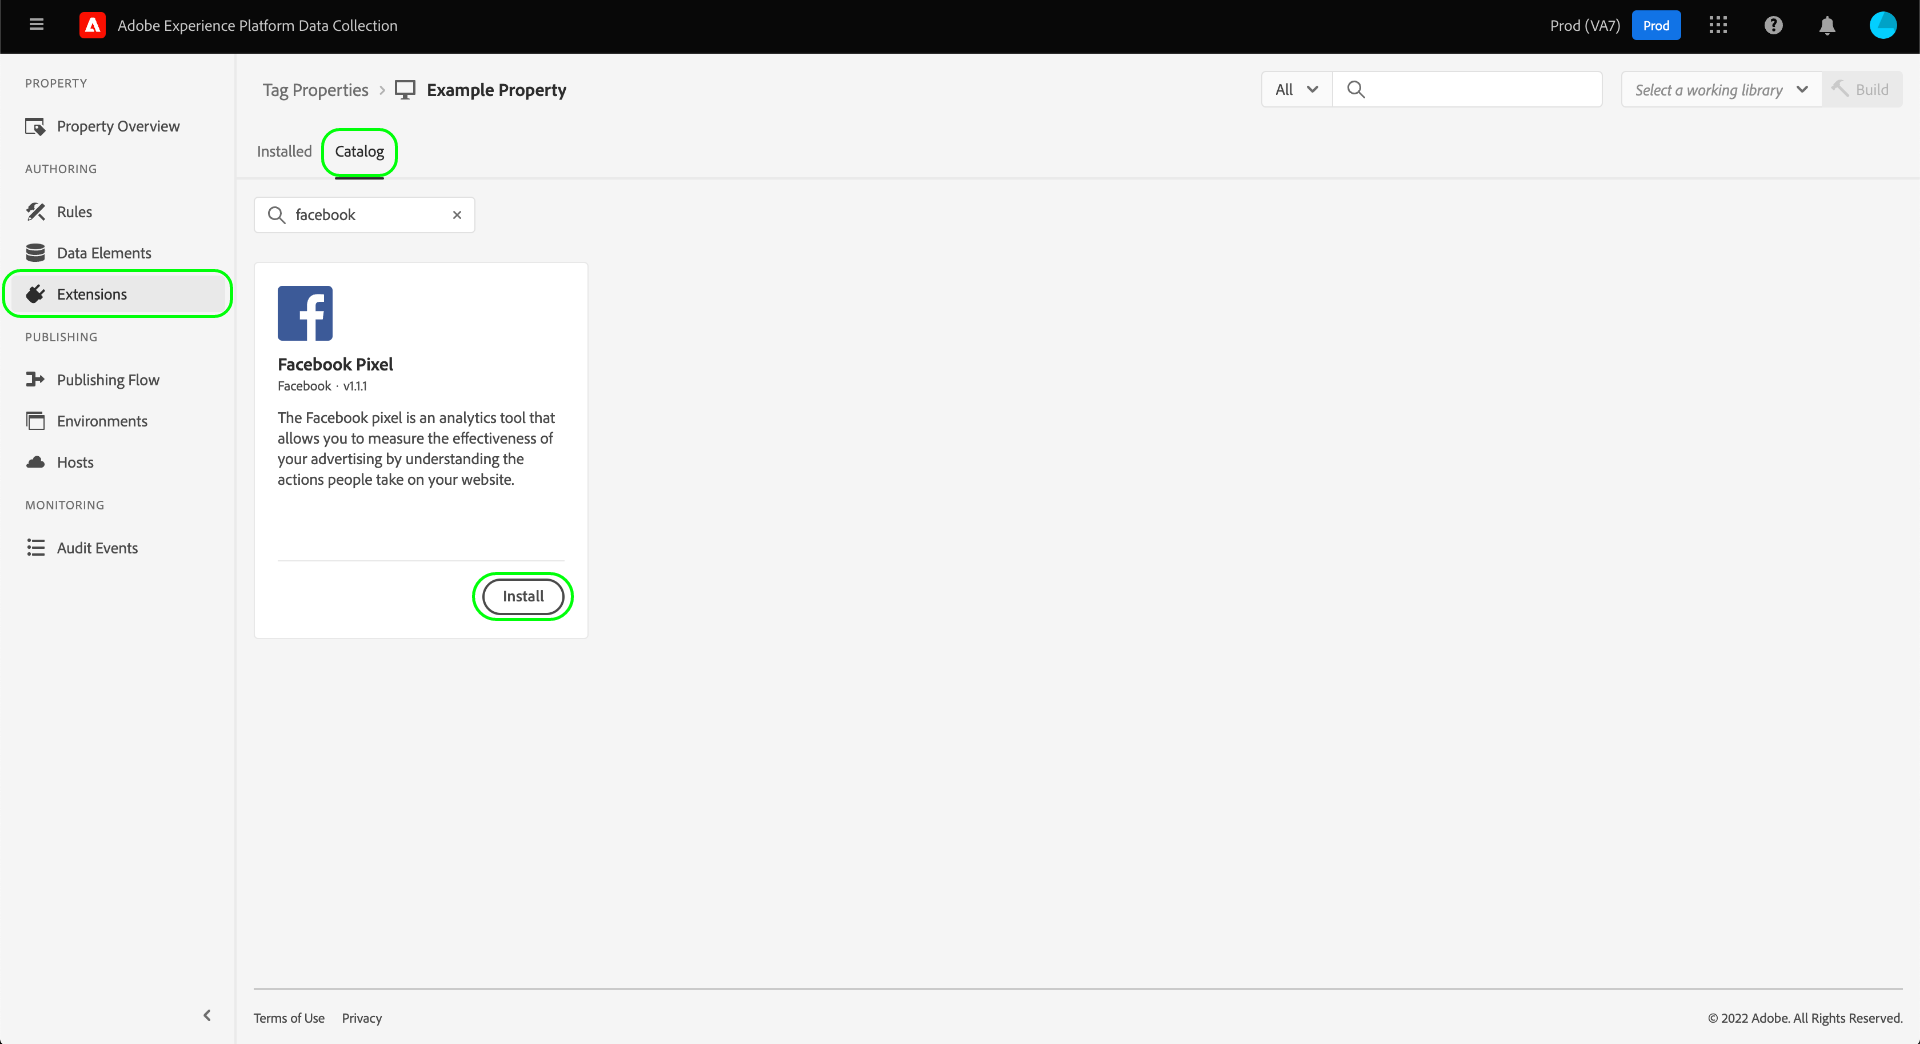 Adobe Experience Platform Data Collection
Prod (VA7)
Prod
PROPERTY
Property Overview
AUTHORING
Rules
Data Elements
Extensions
PUBLISHING
Publishing Flow
Environments
Hosts
MONITORING
Audit Events
Tag Properties
Example Property
All
Select a working library
Build
Installed
Catalog
facebook
Facebook Pixel
Facebook · v1.1.1
The Facebook pixel is an analytics tool that
allows you to measure the effectiveness of
your advertising by understanding the
actions people take on your website.
Install
Terms of Use
Privacy
© 2022 Adobe. All Rights Reserved.